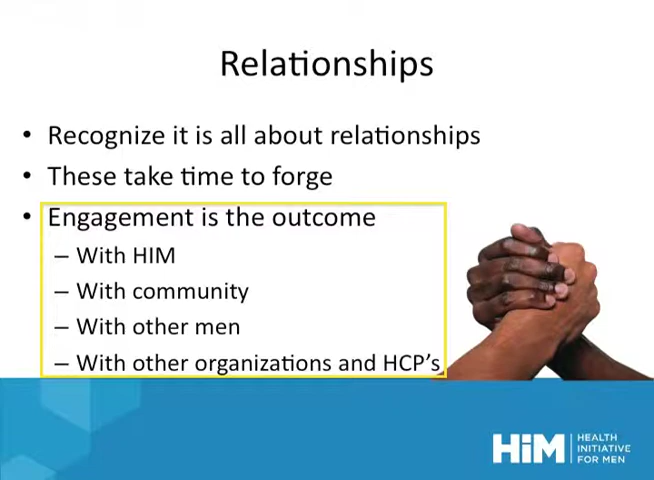 Relationships
• Recognize it is all about relationships
• These take time to forge
• Engagement is the outcome
– With HIM
– With community
– With other men
– With other organizations and HCP's
HiM
HEALTH
INITIATIVE
FOR MEN